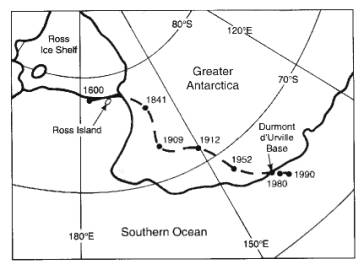 80°S
120°E
Ross
Ice Shelf
Greater
Antarctica
70°S
1600
1841
Ross Island
1909
1912
Durmont
d'Urville
Base
1952
1980
1990
180°E
Southern Ocean
150°E